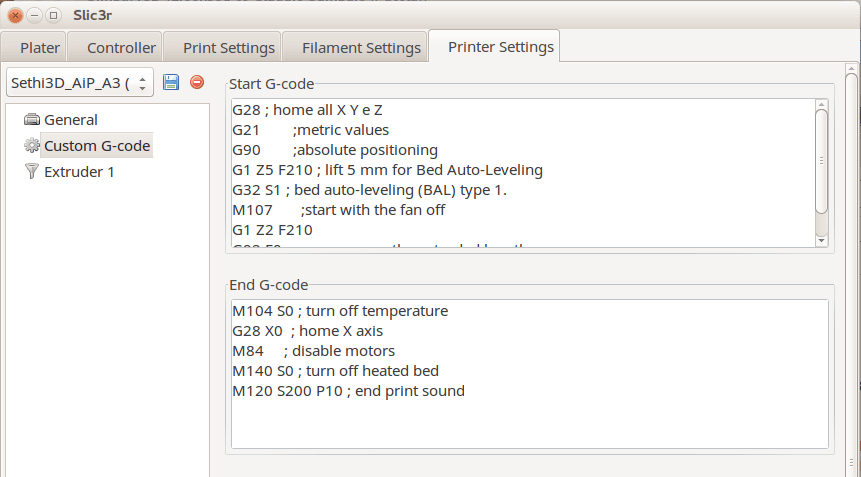 Slic3r
Plater
Controller
Print Settings
Filament Settings
Printer Settings
Sethi3D_AiP_A3 (
General
Custom G-code
Extruder 1
Start G-code
G28 ; home all X Y e Z
G21 ;metric values
G90 ;absolute positioning
G1 Z5 F210 ; lift 5 mm for Bed Auto-Leveling
G32 S1 ; bed auto-leveling (BAL) type 1.
M107 ;start with the fan off
G1 Z2 F210
End G-code
M104 S0 ; turn off temperature
G28 X0 ; home X axis
M84 ; disable motors
M140 S0 ; turn off heated bed
M120 S200 P10 ; end print sound